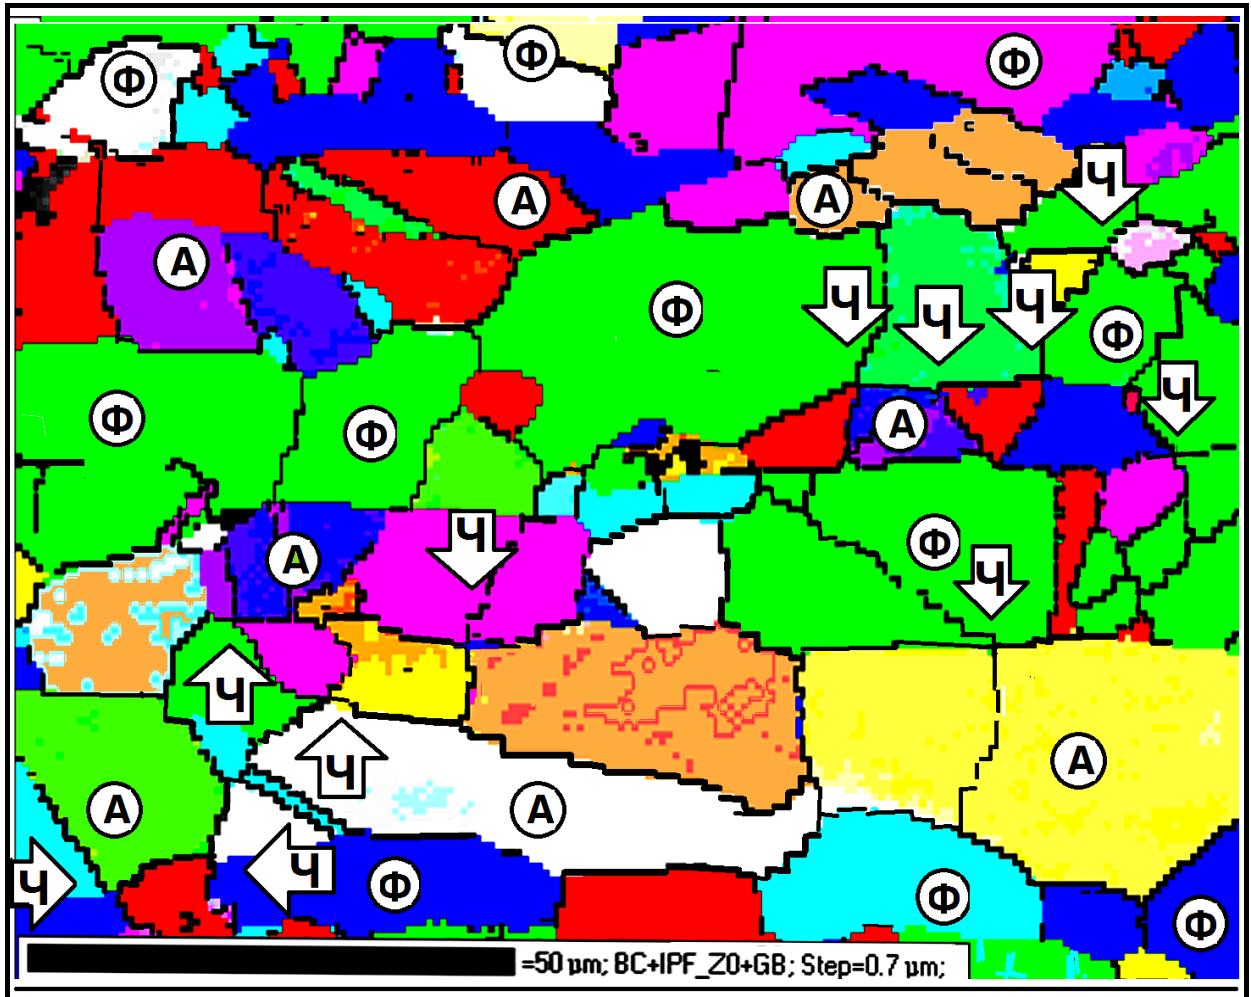 Ф Ф Ф
Ч
А А
А
Ч Ч Ч
Ф Ф
Ч
Ф Ф А
Ч
А Ф
Ч
Ч
А
Ч
А А
Ч Ч Ф Ф
Ф
=50 µm; BC+IPF_Z0+GB; Step=0.7 µm;